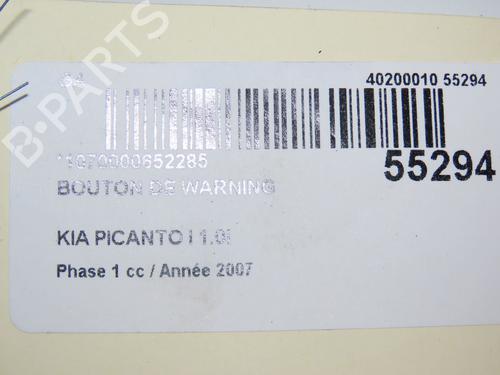 B-PARTS
40200010 55294
*1070000652285
55294
BOUTON DE WARNING
KIA PICANTO I 1.0i
Phase 1 cc / Année 2007